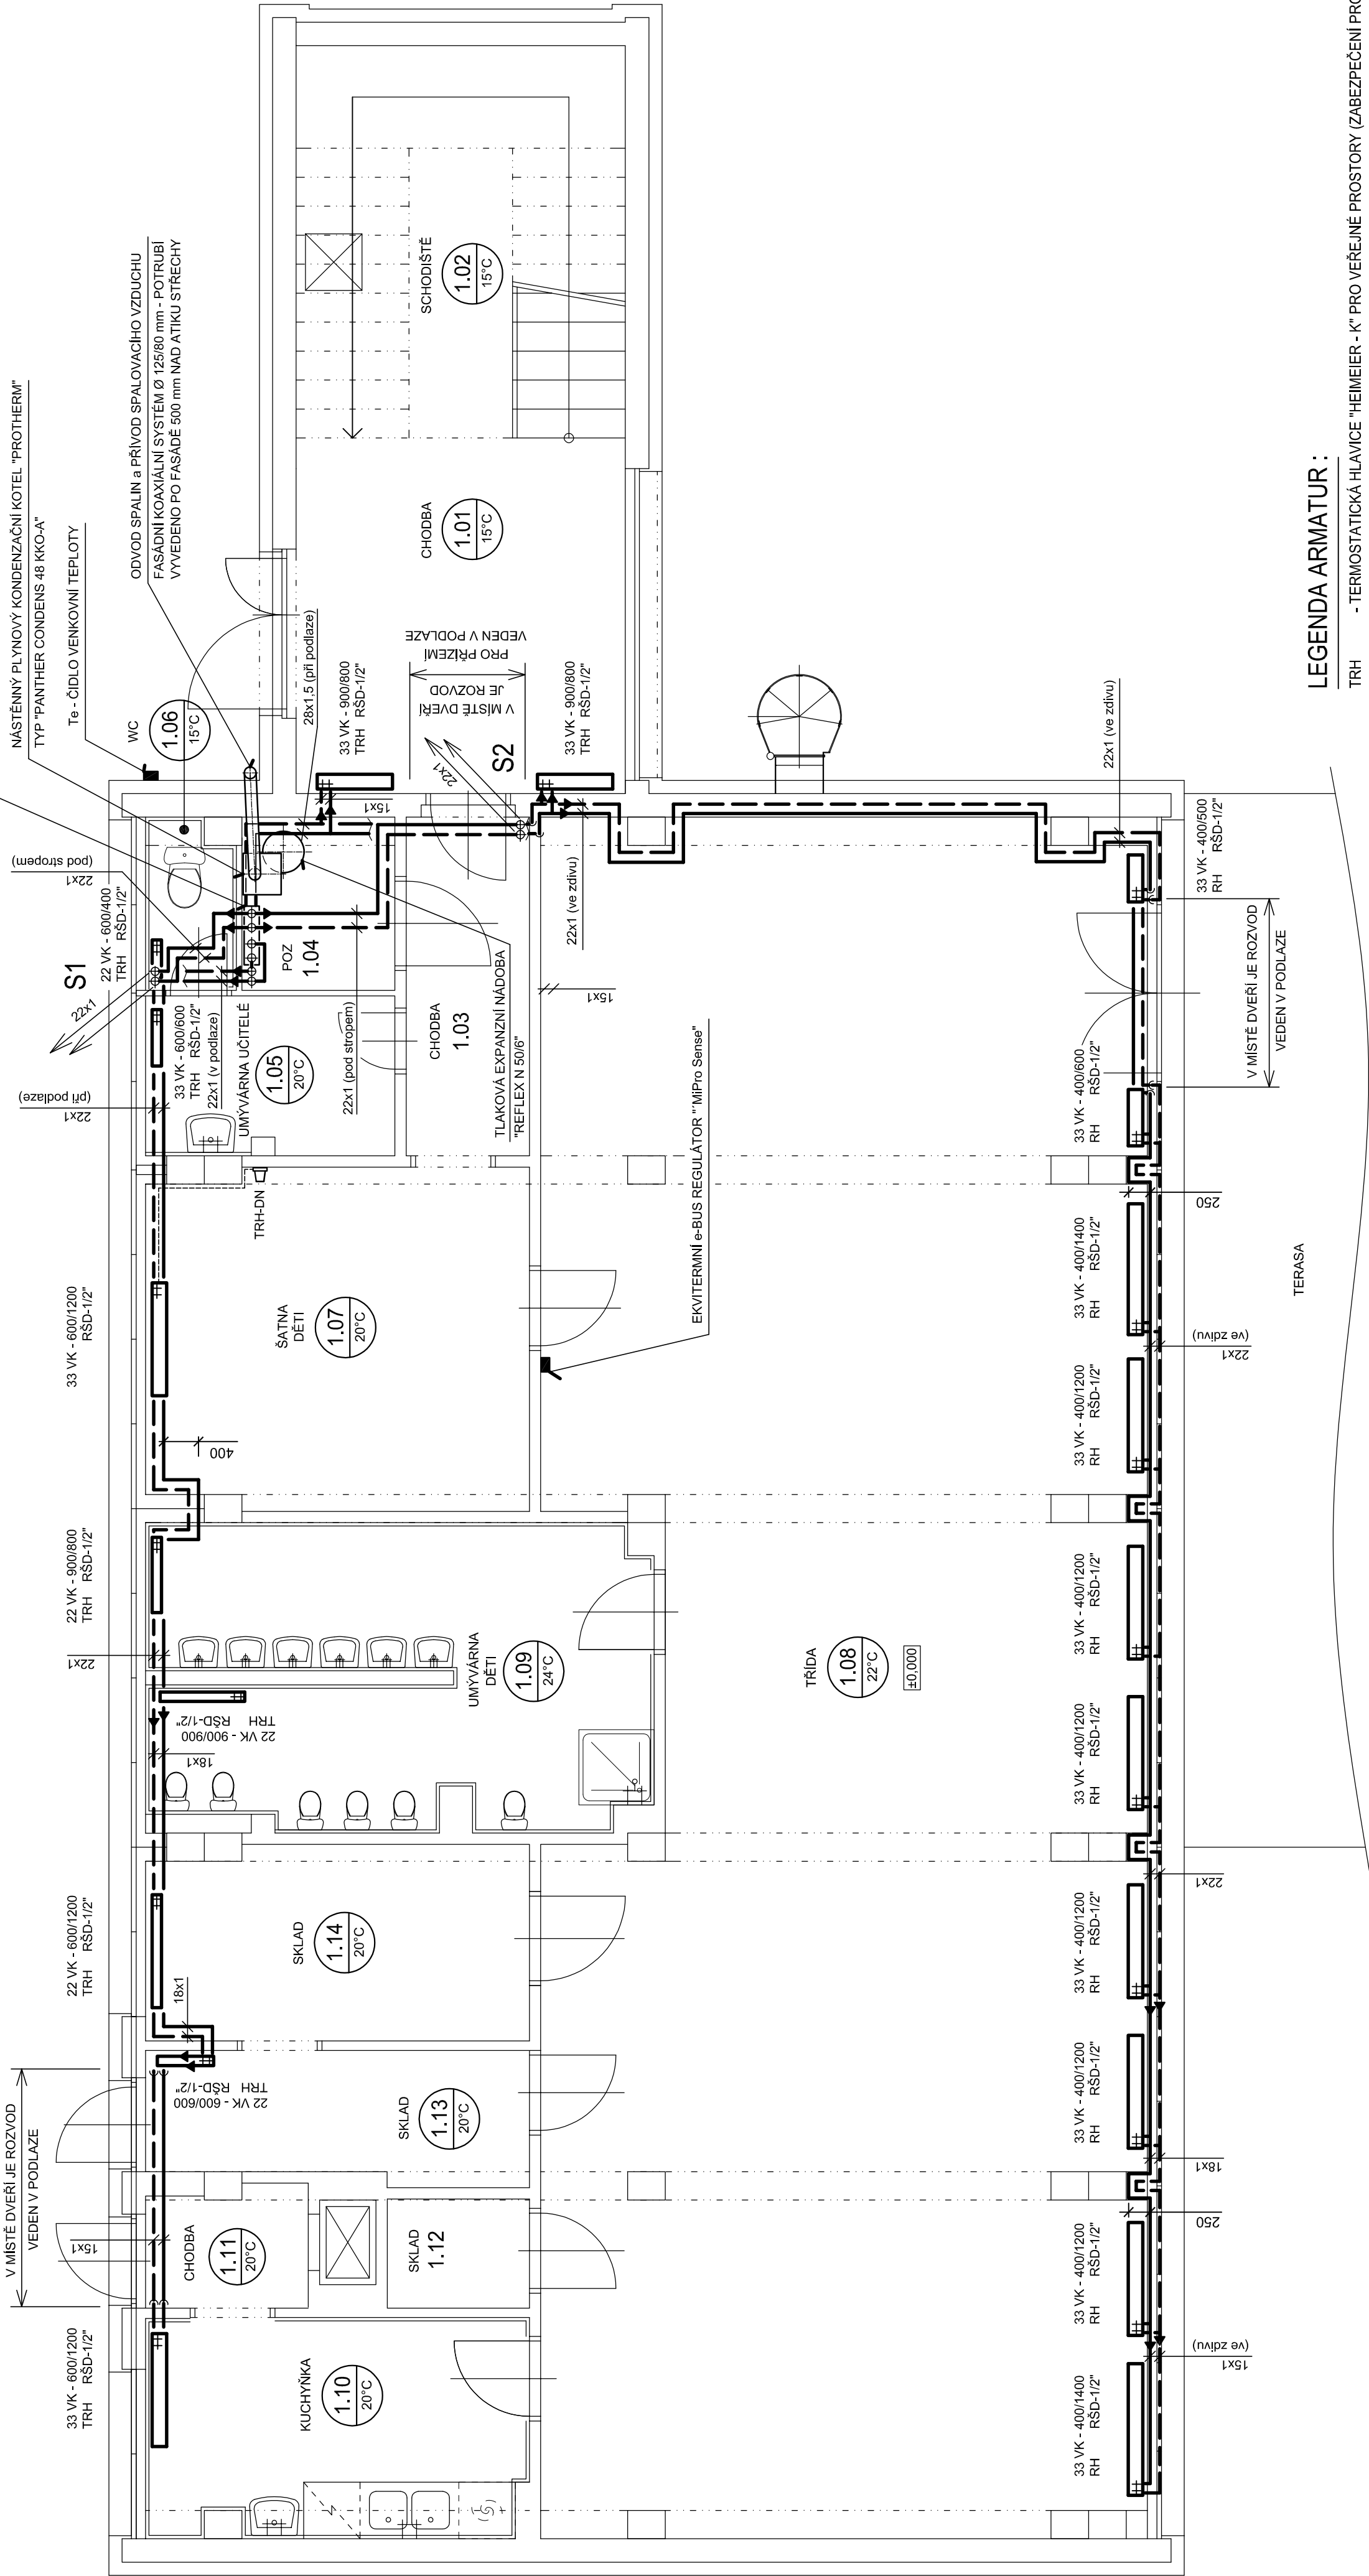 NÁSTĚNNÝ PLYNOVÝ KONDENZAČNÍ KOTEL "PROTHERM"
TYP "PANTHER CONDENS 48 KKO-A"
Te - ČIDLO VENKOVNÍ TEPLOTY
ODVOD SPALIN a PŘÍVOD SPALOVACÍHO VZDUCHU
FASÁDNÍ KOAXIÁLNÍ SYSTÉM Ø 125/80 mm - POTRUBÍ
VYVEDENO PO FASÁDĚ 500 mm NAD ATIKU STŘECHY
V MÍSTĚ DVEŘÍ JE ROZVOD
VEDEN V PODLAZE
33 VK - 600/1200
TRH RŠD-1/2"
15x1
22 VK - 600/600
TRH RŠD-1/2"
18x1
22 VK - 600/1200
TRH RŠD-1/2"
18x1
22 VK - 900/900
TRH RŠD-1/2"
22x1
22 VK - 900/800
TRH RŠD-1/2"
400
33 VK - 600/1200
RŠD-1/2"
22x1
(při podlaze)
22x1
S1
22 VK - 600/400
TRH RŠD-1/2"
22x1
(pod stropem)
WC
1.06
15°C
33 VK - 600/600
TRH RŠD-1/2"
22x1 (v podlaze)
UMÝVÁRNA UČITELÉ
1.05
20°C
22x1 (pod stropem)
POZ
1.04
28x1,5 (při podlaze)
33 VK - 900/800
TRH RŠD-1/2"
15x1
V MÍSTĚ DVEŘÍ
JE ROZVOD
PRO PŘÍZEMÍ
VEDEN V PODLAZE
22x1
S2
33 VK - 900/800
TRH RŠD-1/2"
CHODBA
1.01
15°C
SCHODIŠTĚ
1.02
15°C
CHODBA
1.03
TLAKOVÁ EXPANZNÍ NÁDOBA
"REFLEX N 50/6"
TRH-DN
ŠATNA
DĚTI
1.07
20°C
UMÝVÁRNA
DĚTI
1.09
24°C
SKLAD
1.14
20°C
SKLAD
1.13
20°C
CHODBA
1.11
20°C
SKLAD
1.12
KUCHYŇKA
1.10
20°C
22x1 (ve zdivu)
15x1
EKVITERMNÍ e-BUS REGULÁTOR "'MiPro Sense"
TŘÍDA
1.08
22°C
±0,000
33 VK - 400/1400
RH RŠD-1/2"
15x1
(ve zdivu)
33 VK - 400/1200
RH RŠD-1/2"
250
18x1
33 VK - 400/1200
RH RŠD-1/2"
33 VK - 400/1200
RH RŠD-1/2"
22x1
33 VK - 400/1200
RH RŠD-1/2"
33 VK - 400/1200
RH RŠD-1/2"
33 VK - 400/1200
RH RŠD-1/2"
22x1
(ve zdivu)
33 VK - 400/1400
RH RŠD-1/2"
250
33 VK - 400/600
RH RŠD-1/2"
V MÍSTĚ DVEŘÍ JE ROZVOD
VEDEN V PODLAZE
33 VK - 400/500
RH RŠD-1/2"
22x1 (ve zdivu)
TERASA
LEGENDA ARMATUR :
TRH - TERMOSTATICKÁ HLAVICE "HEIMEIER - K" PRO VEŘEJNÉ PROSTORY (ZABEZPEČENÍ